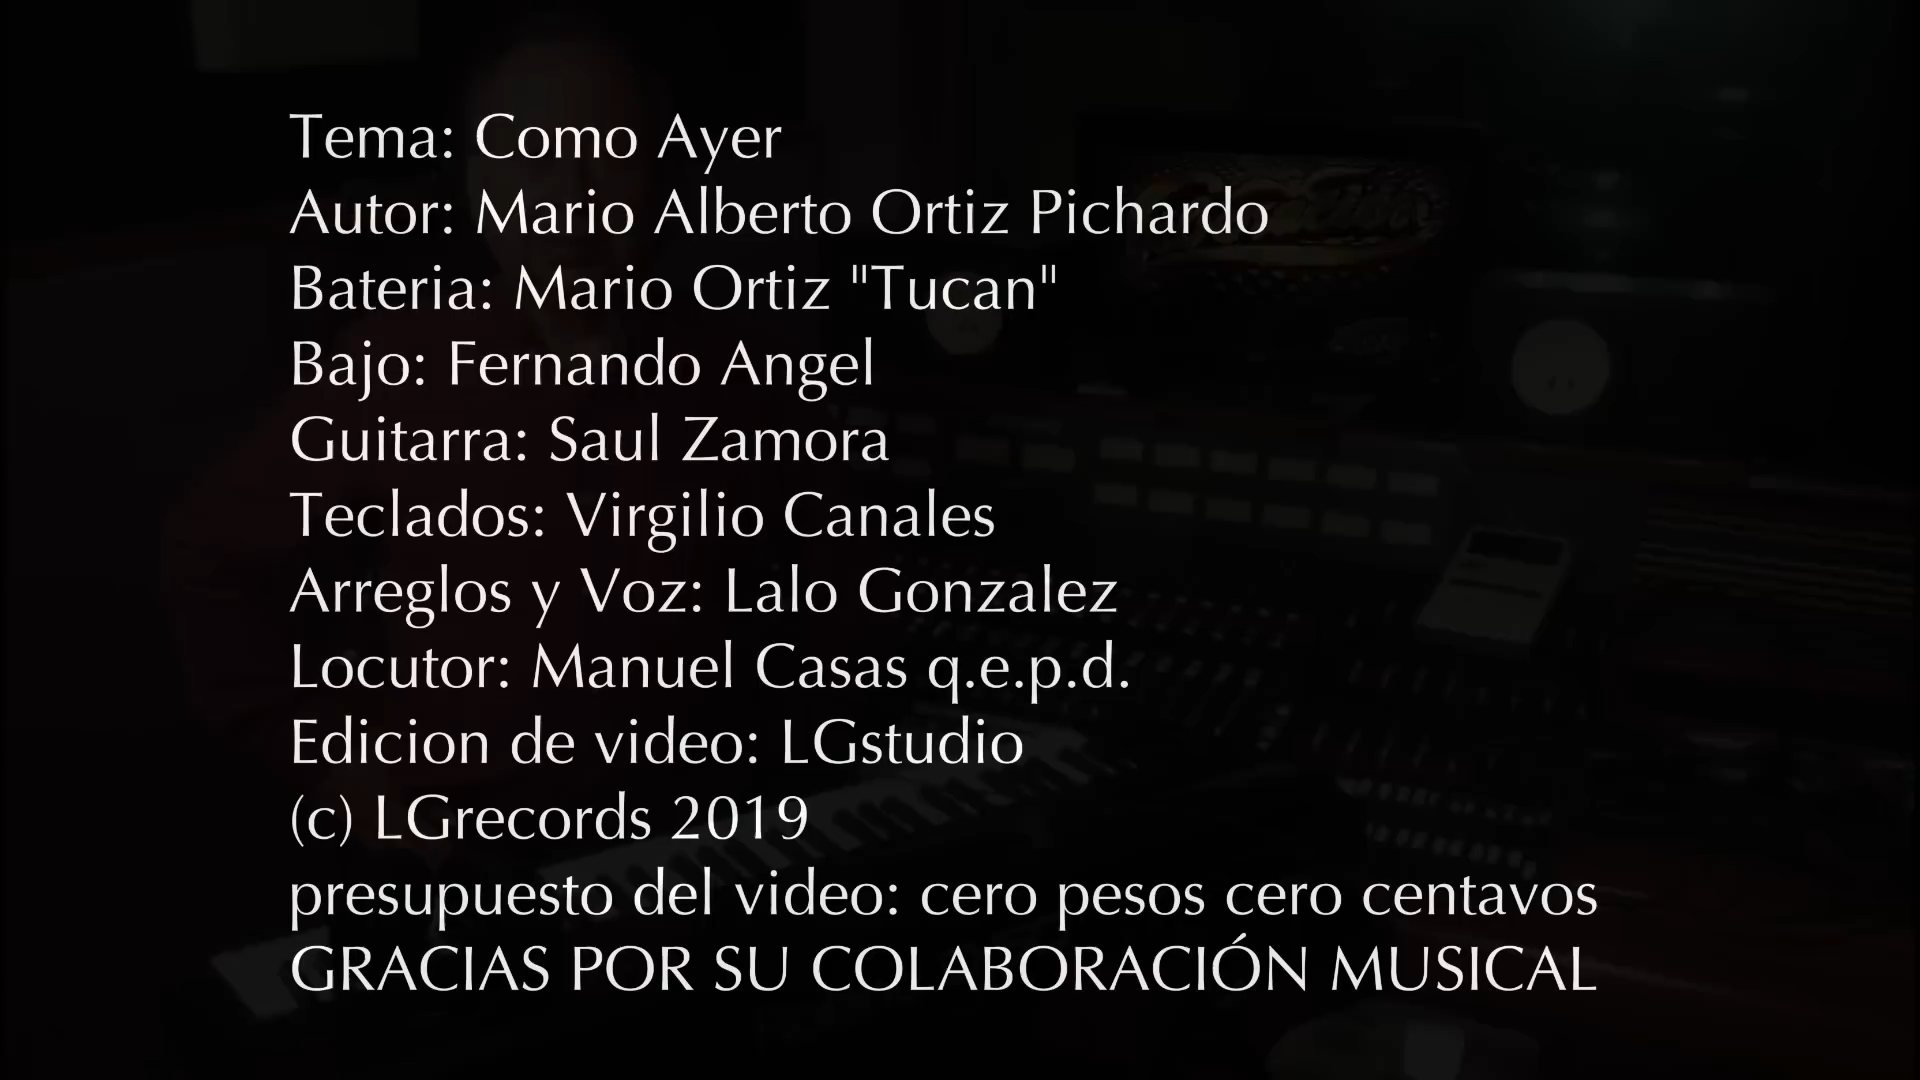 Tema: Como Ayer
Autor: Mario Alberto Ortiz Pichardo
Bateria: Mario Ortiz "Tucan"
Bajo: Fernando Angel
Guitarra: Saul Zamora
Teclados: Virgilio Canales
Arreglos y Voz: Lalo Gonzalez
Locutor: Manuel Casas q.e.p.d.
Edicion de video: LGstudio
(c) LGrecords 2019
presupuesto del video: cero pesos cero centavos
GRACIAS POR SU COLABORACIÓN MUSICAL